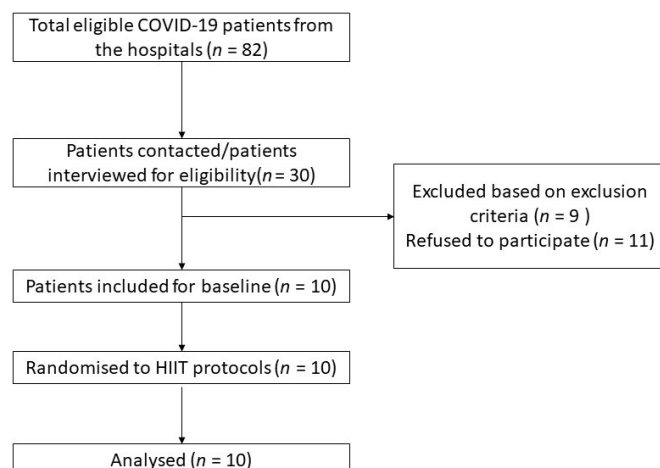 Total eligible COVID-19 patients from
the hospitals (n = 82)
Patients contacted/patients
interviewed for eligibility(n = 30)
Excluded based on exclusion
criteria (n = 9 )
Refused to participate (n = 11)
Patients included for baseline (n = 10)
Randomised to HIIT protocols (n = 10)
Analysed (n = 10)